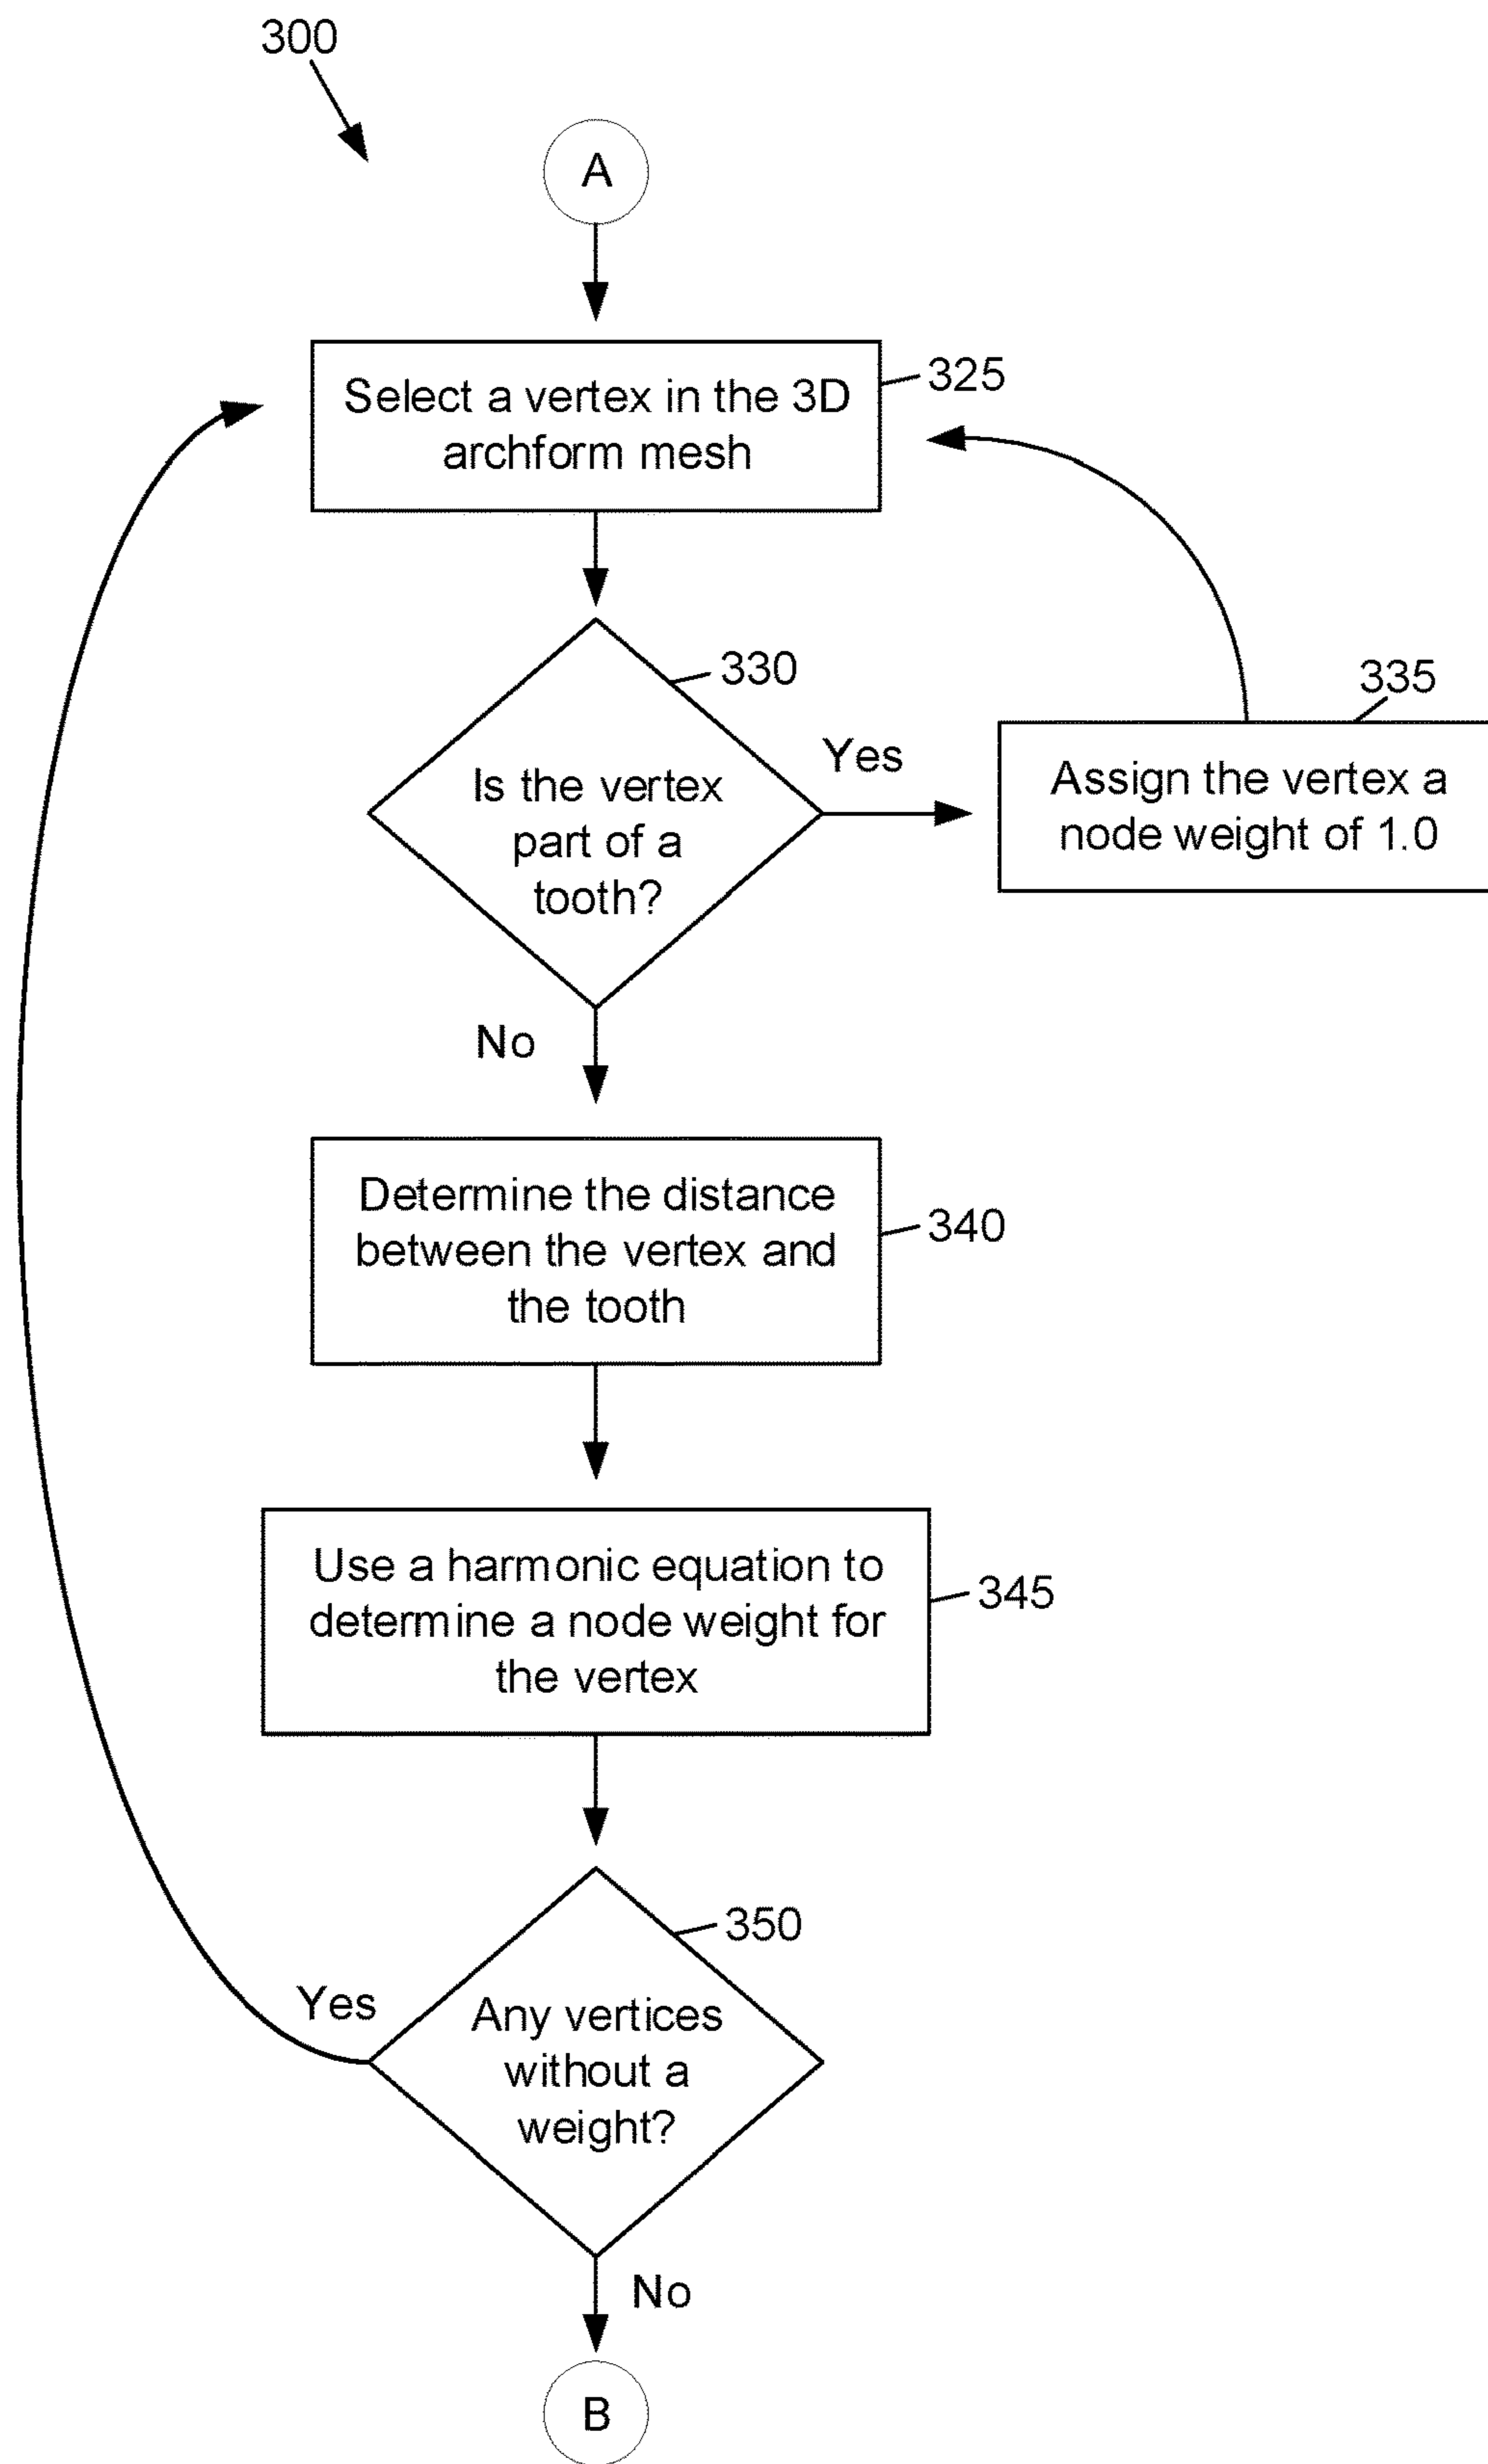 300
A
Select a vertex in the 3D
archform mesh
325
330
Is the vertex
part of a
tooth?
Yes
335
Assign the vertex a
node weight of 1.0
No
Determine the distance
between the vertex and
the tooth
340
Use a harmonic equation to
determine a node weight for
the vertex
345
350
Yes
Any vertices
without a
weight?
No
B